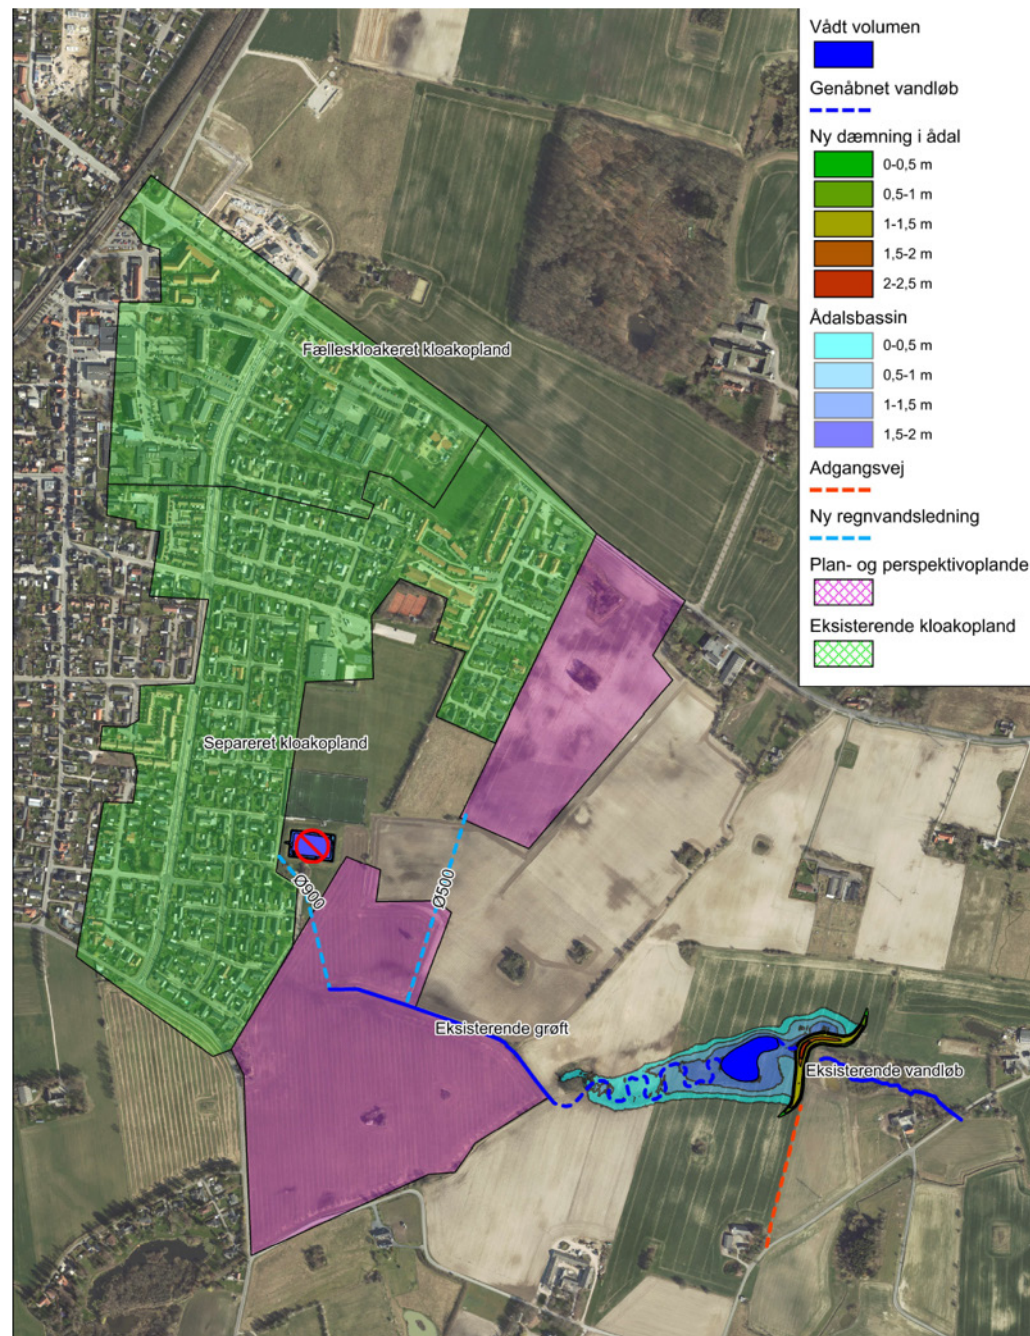 Vådt volumen
Genåbnet vandløb
Ny dæmning i ådal
0-0,5 m
0,5-1 m
1-1,5 m
1,5-2 m
2-2,5 m
Ådalsbassin
0-0,5 m
0,5-1 m
1-1,5 m
1,5-2 m
Adgangsvej
Ny regnvandsledning
Plan- og perspektivoplande
Eksisterende kloakopland
Fælleskloakeret kloakopland
Separeret kloakopland
Ø900
Ø500
Eksisterende grøft
Eksisterende vandløb